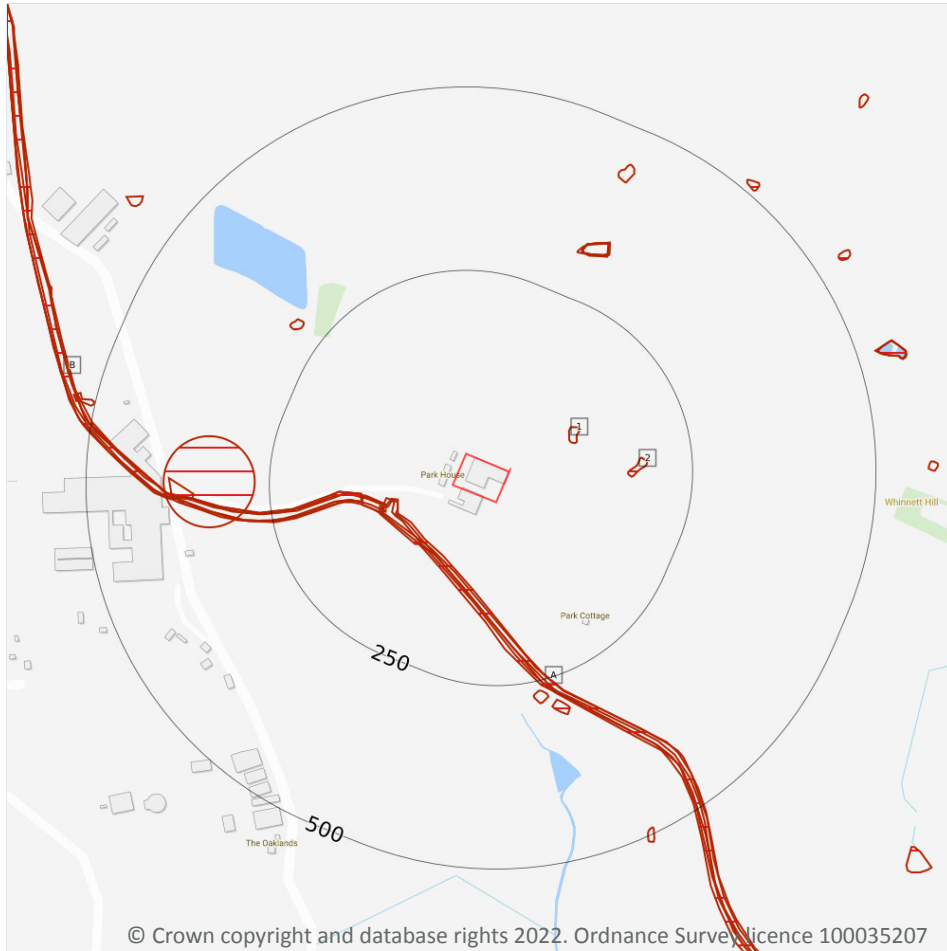 B
1
2
Park House
Whinnett Hill
Park Cottage
250
A
500
The Oaklands
© Crown copyright and database rights 2022. Ordnance Survey licence 100035207